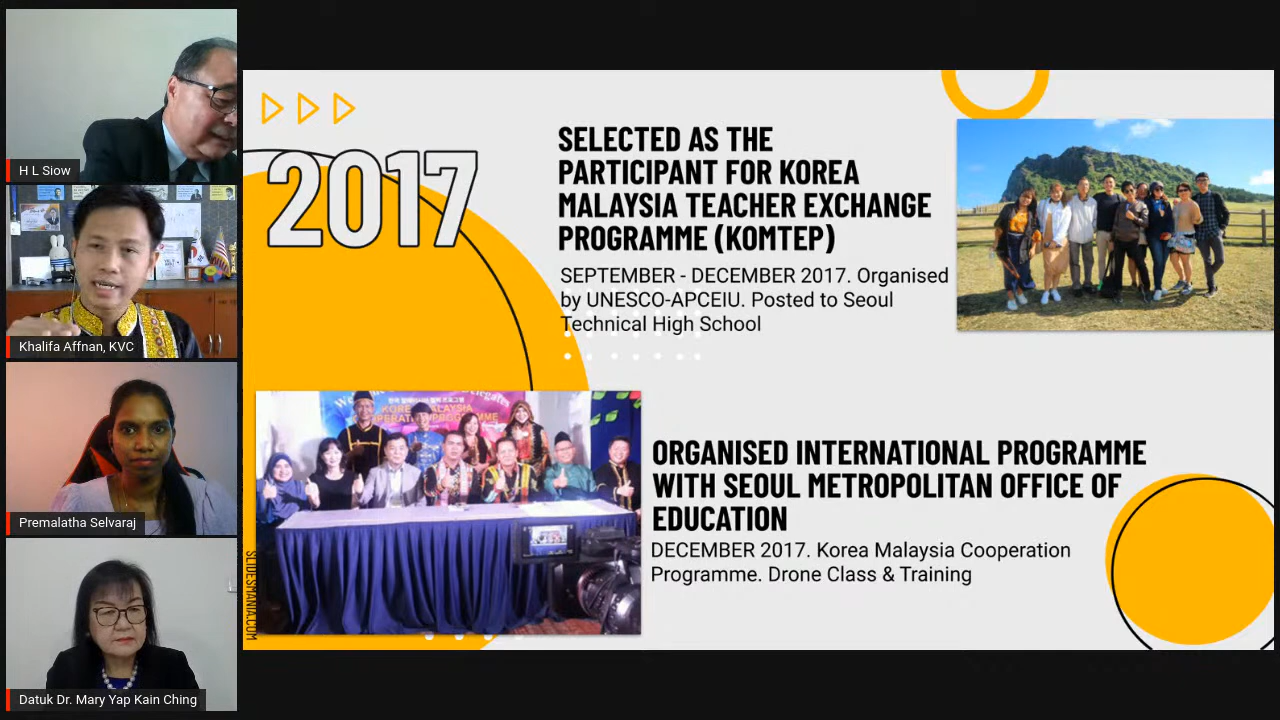 H L Siow
Khalifa Affnan, KVC
Premalatha Selvaraj
Datuk Dr. Mary Yap Kain Ching
2017
SELECTED AS THE
PARTICIPANT FOR KOREA
MALAYSIA TEACHER EXCHANGE
PROGRAMME (KOMTEP)
SEPTEMBER - DECEMBER 2017. Organised
by UNESCO-APCEIU. Posted to Seoul
Technical High School
ORGANISED INTERNATIONAL PROGRAMME
WITH SEOUL METROPOLITAN OFFICE OF
EDUCATION
DECEMBER 2017. Korea Malaysia Cooperation
Programme. Drone Class & Training
SLIDESMANIA.COM